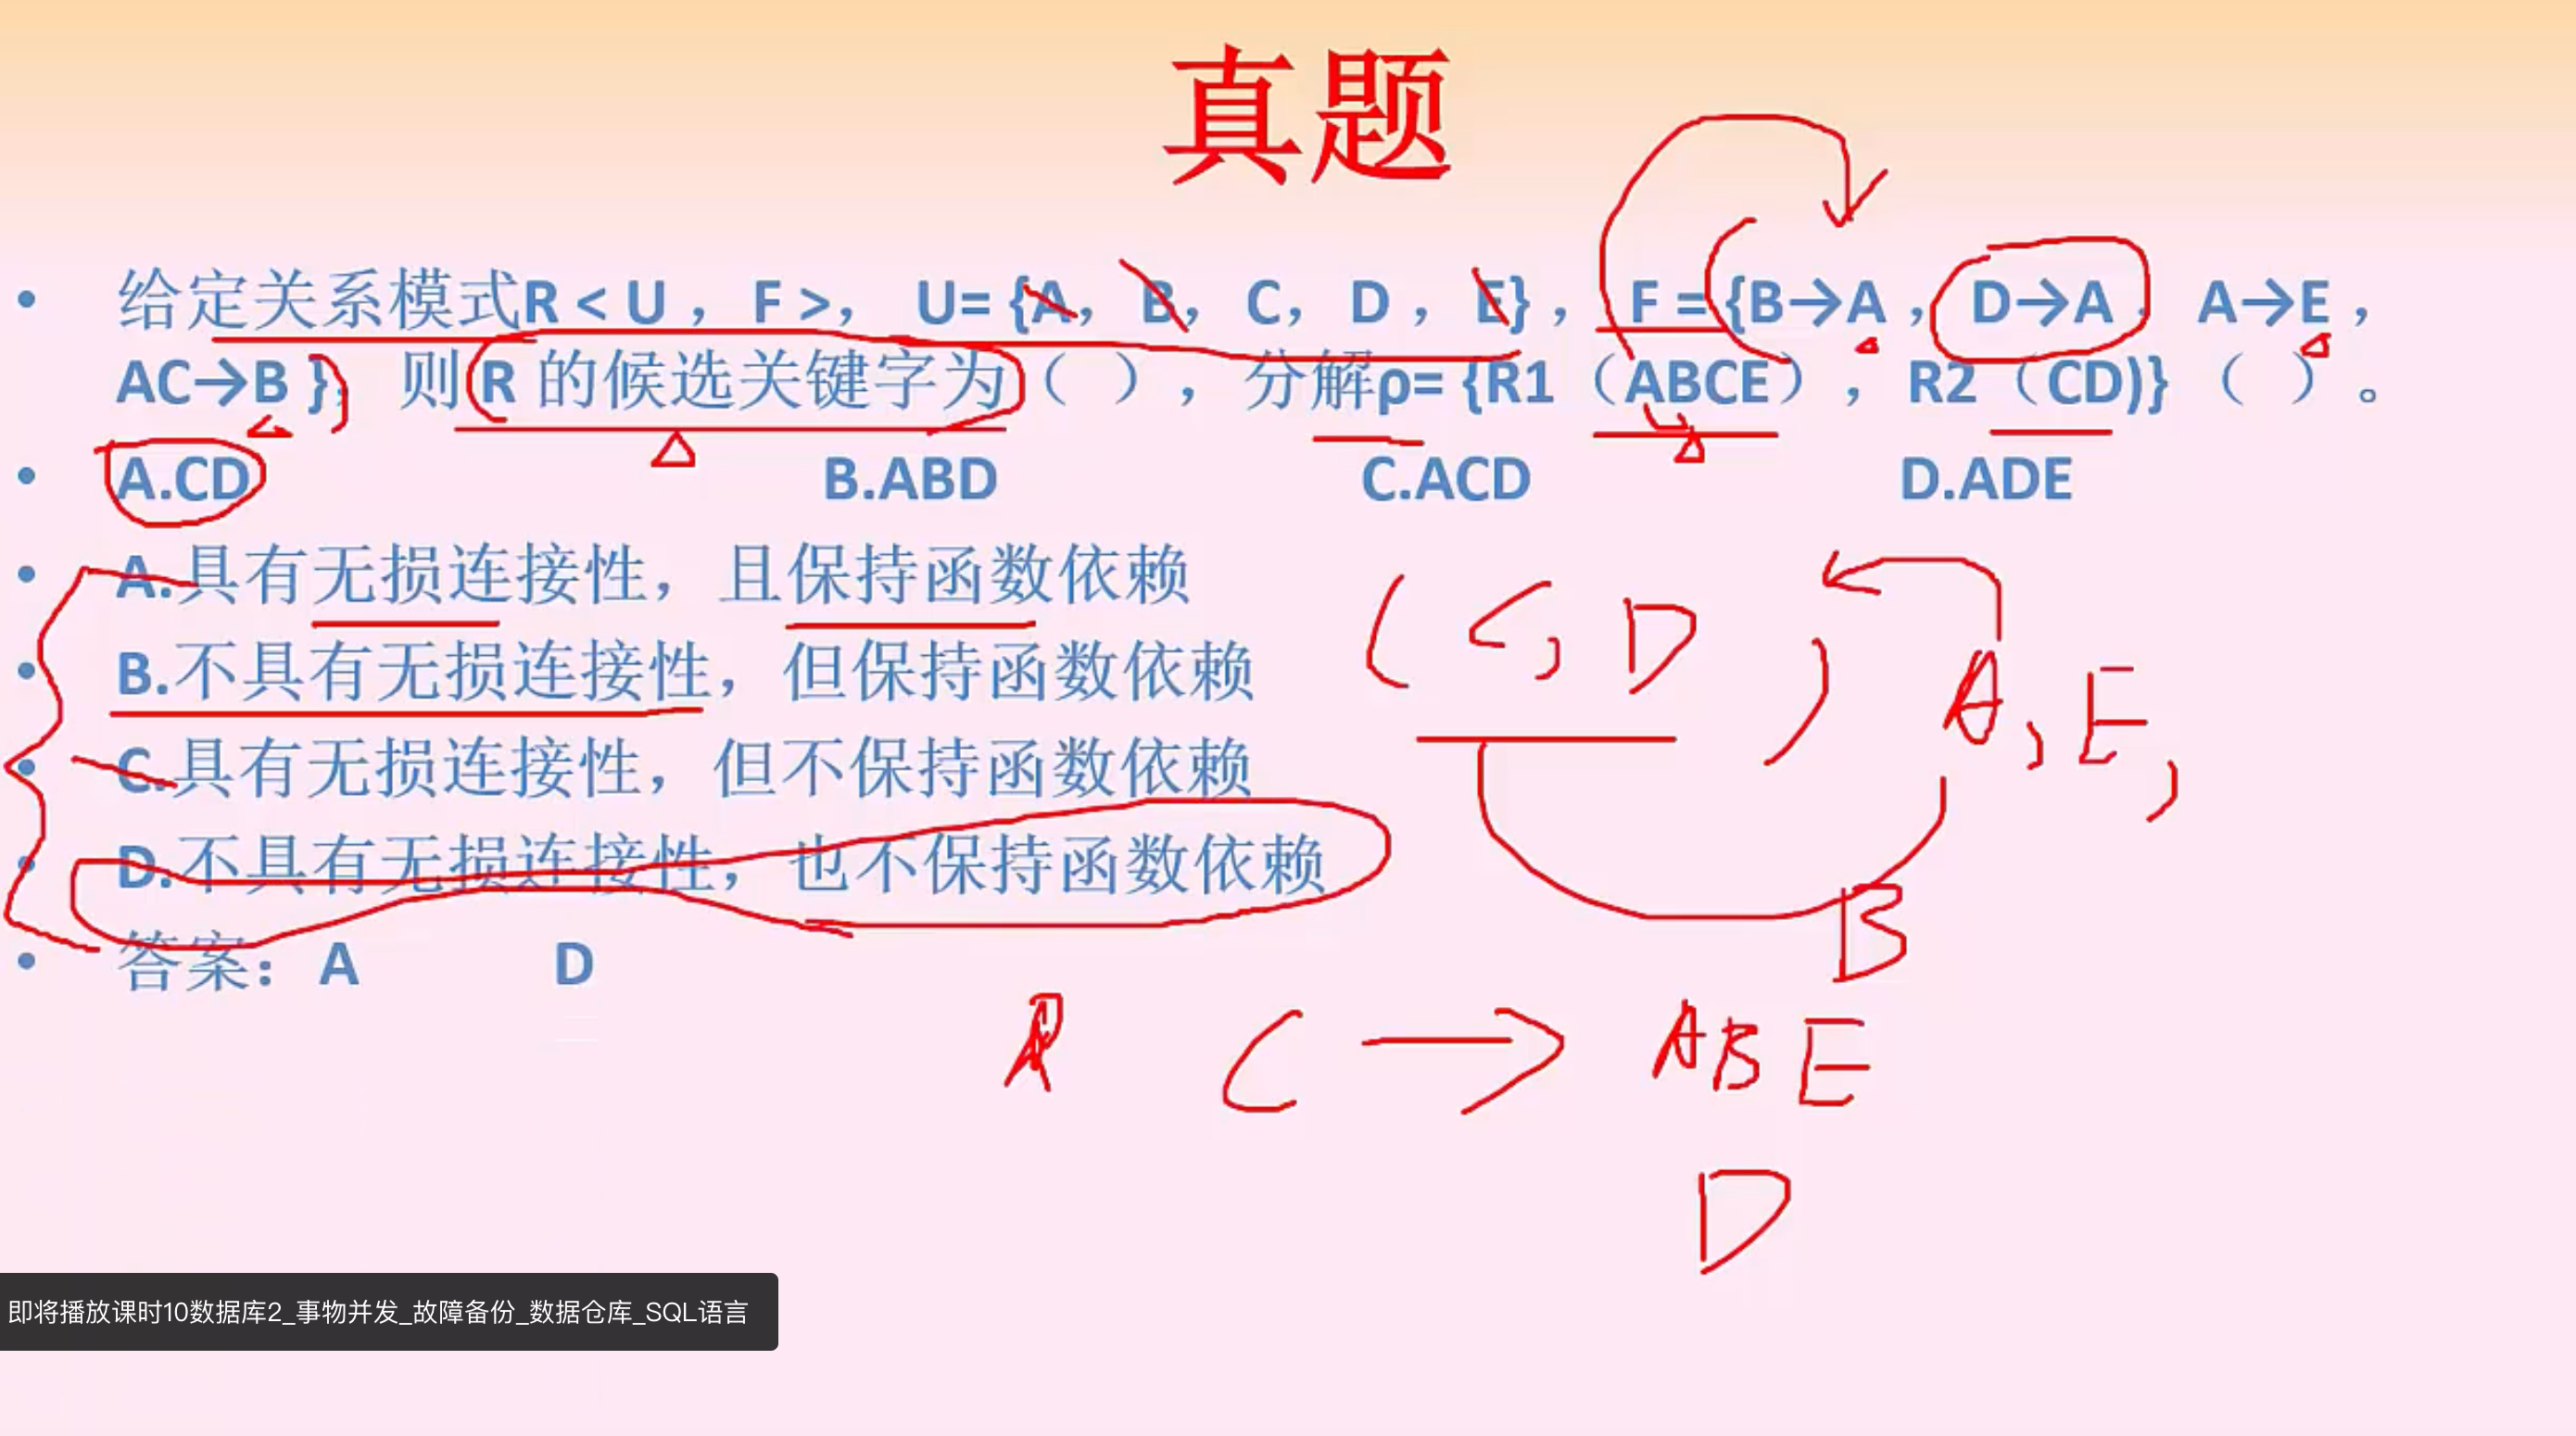 真题
• 给定关系模式R < U ，F >， U= {A，B，C，D ，E} ， F = {B→A ， D→A ， A→E ，
AC→B }， 则 R 的候选关键字为（ ），分解ρ= {R1 （ABCE） ，R2 （CD)} （ ） 。
• A.CD B.ABD C.ACD D.ADE
• A.具有无损连接性，且保持函数依赖
• B.不具有无损连接性，但保持函数依赖
• C.具有无损连接性，但不保持函数依赖
• D.不具有无损连接性，也不保持函数依赖
• 答案：A D
(C, D )
A, E,
B
C → ABE
D
即将播放课时10数据库2_事物并发_故障备份_数据仓库_SQL语言